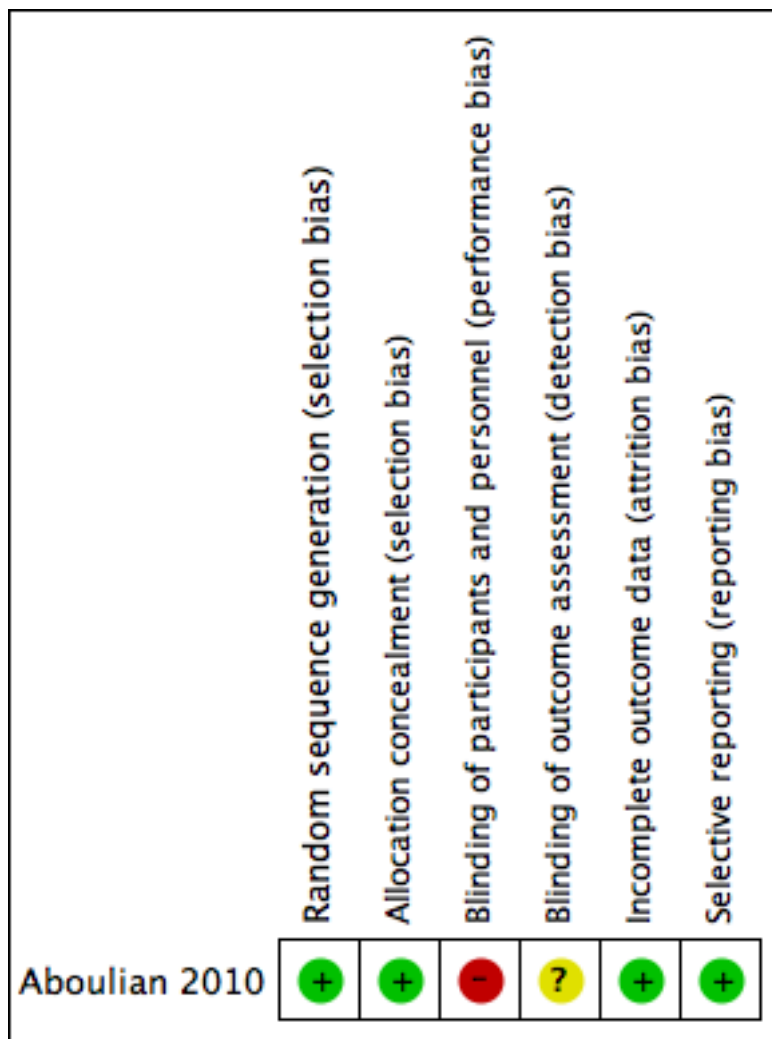 Random sequence generation (selection bias)
Allocation concealment (selection bias)
Blinding of participants and personnel (performance bias)
Blinding of outcome assessment (detection bias)
Incomplete outcome data (attrition bias)
Selective reporting (reporting bias)
Aboulian 2010 + + - ? + +